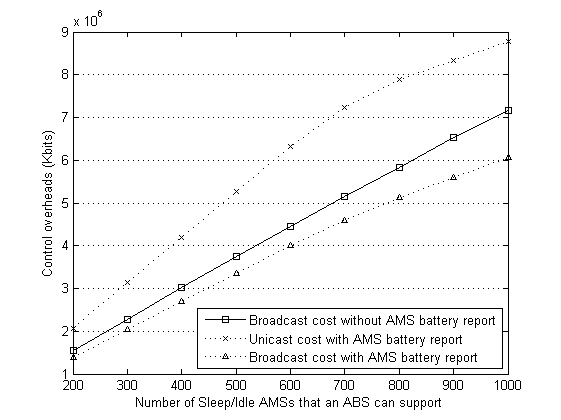 x 10^6
9
8
7
6
5
4
3
2
1
Control overheads (Kbits)
Broadcast cost without AMS battery report
Unicast cost with AMS battery report
Broadcast cost with AMS battery report
200 300 400 500 600 700 800 900 1000
Number of Sleep/Idle AMSs that an ABS can support